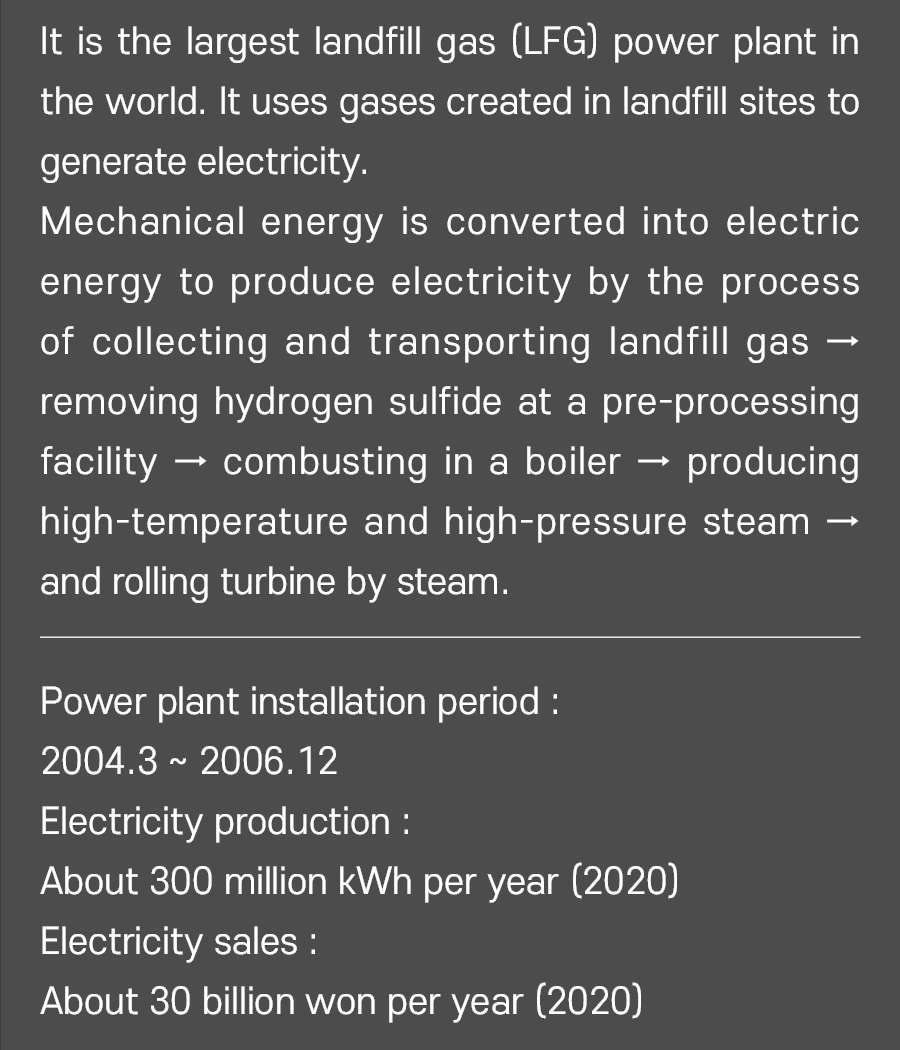 It is the largest landfill gas (LFG) power plant in
the world. It uses gases created in landfill sites to
generate electricity.
Mechanical energy is converted into electric
energy to produce electricity by the process
of collecting and transporting landfill gas →
removing hydrogen sulfide at a pre-processing
facility → combusting in a boiler → producing
high-temperature and high-pressure steam →
and rolling turbine by steam.
Power plant installation period :
2004.3 ~ 2006.12
Electricity production :
About 300 million kWh per year (2020)
Electricity sales :
About 30 billion won per year (2020)